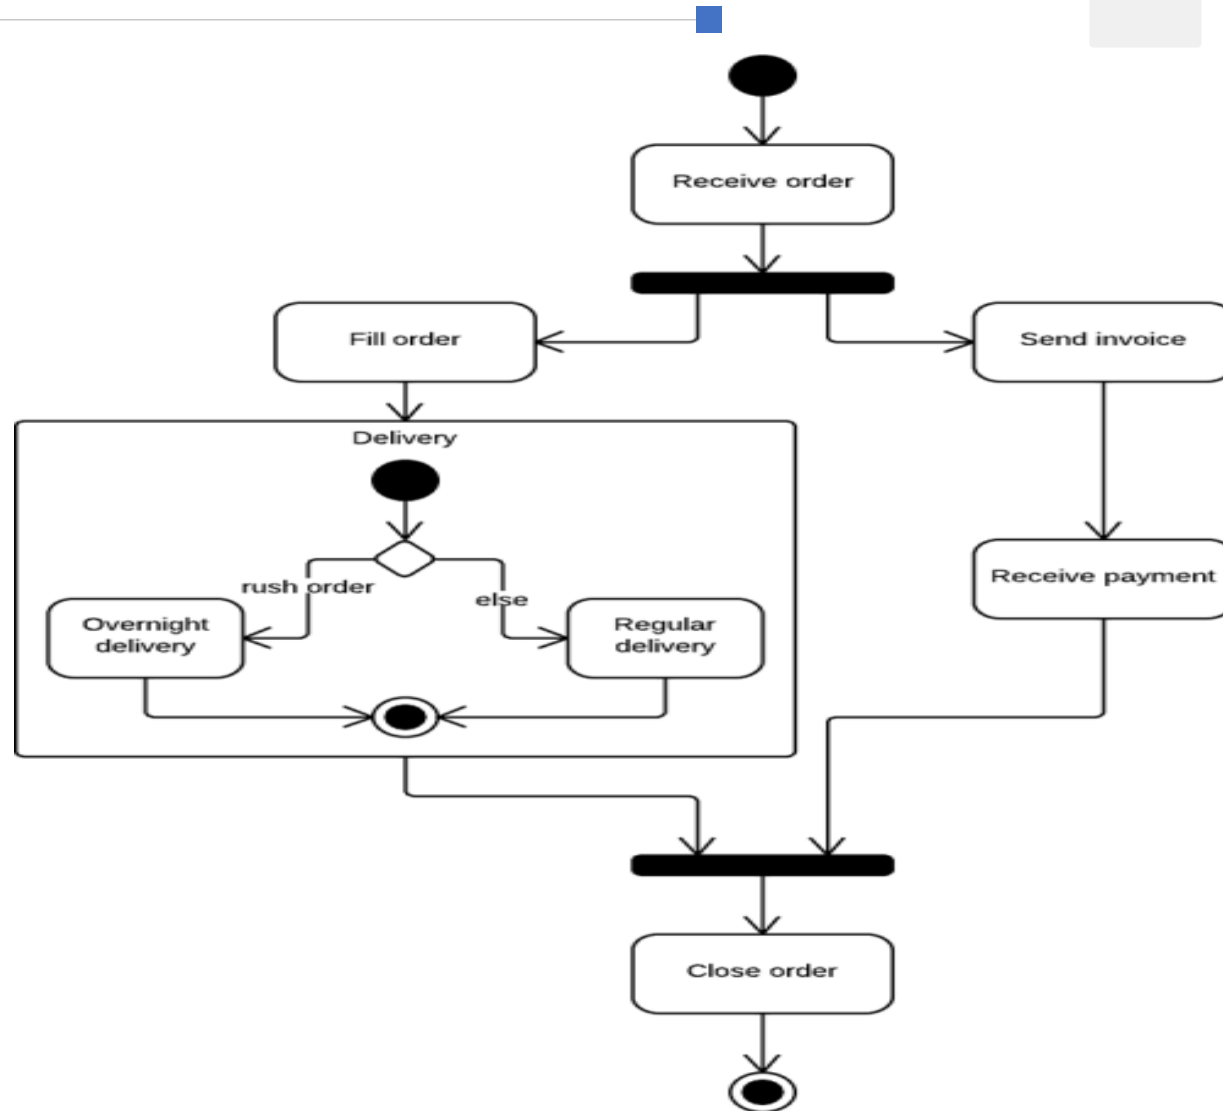 Receive order
Fill order
Send invoice
Delivery
rush order
else
Overnight
delivery
Regular
delivery
Receive payment
Close order